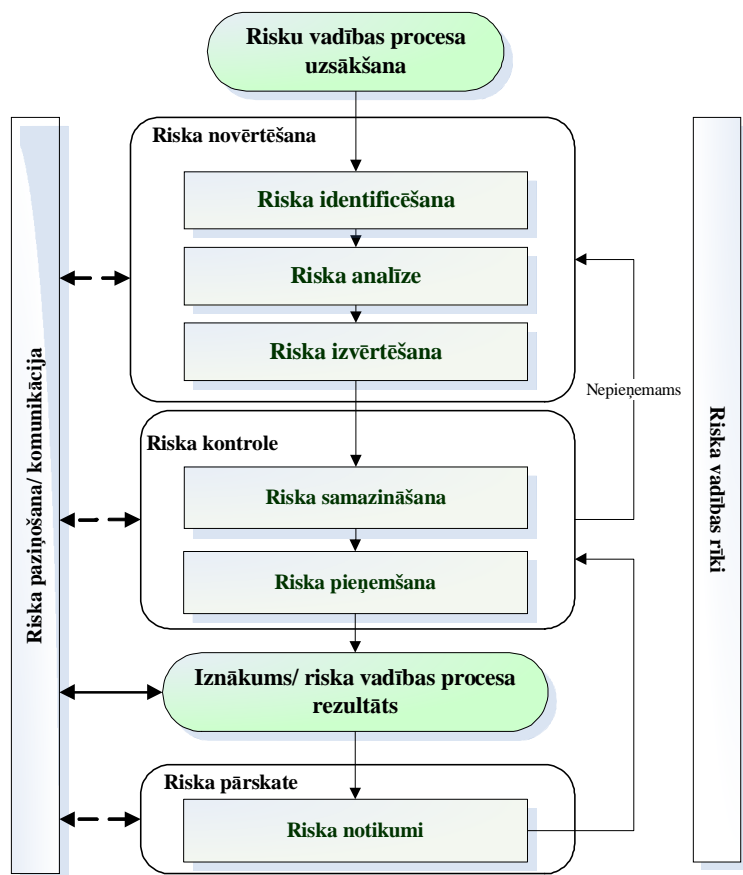 Risku vadības procesa
uzsākšana
Riska novērtēšana
Riska identificēšana
Riska analīze
Riska izvērtēšana
Nepieņemams
Riska kontrole
Riska samazināšana
Riska pieņemšana
Iznākums/ riska vadības procesa
rezultāts
Riska pārskate
Riska notikumi
Riska paziņošana/ komunikācija
Riska vadības rīki